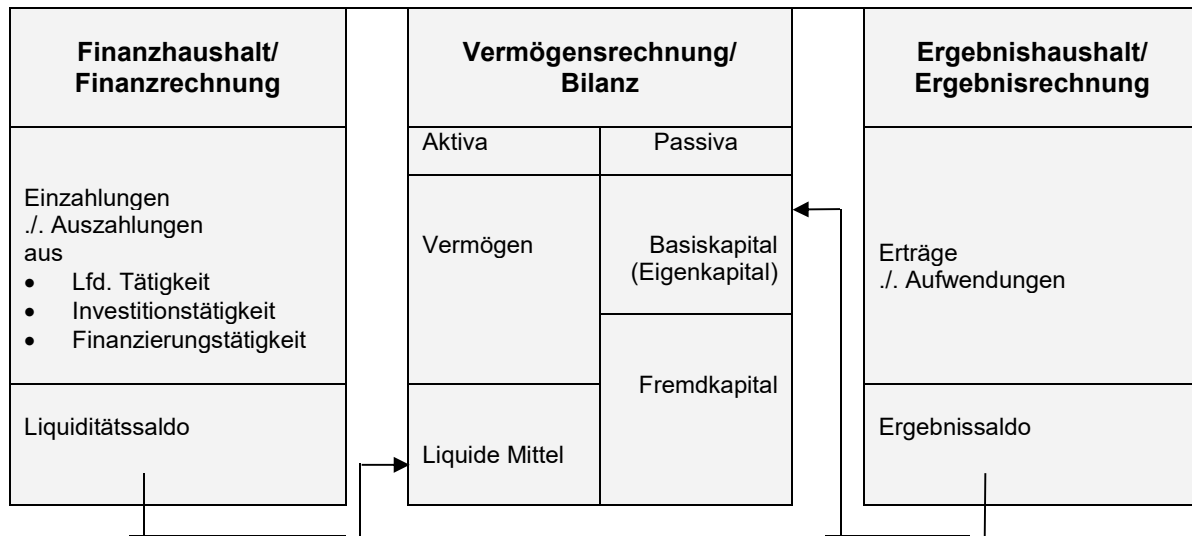 Finanzhaushalt/
Finanzrechnung
Einzahlungen
./. Auszahlungen
aus
• Lfd. Tätigkeit
• Investitionstätigkeit
• Finanzierungstätigkeit
Liquiditätssaldo
Vermögensrechnung/
Bilanz
Aktiva
Passiva
Vermögen
Basiskapital
(Eigenkapital)
Fremdkapital
Liquide Mittel
Ergebnishaushalt/
Ergebnisrechnung
Erträge
./. Aufwendungen
Ergebnissaldo